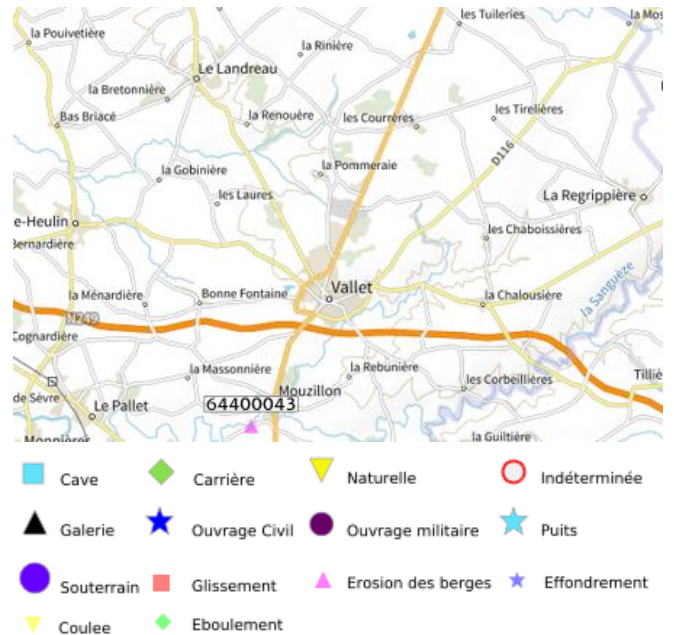 les Tuileries
la Mos
la Pouivetière
la Rinière
Le Landreau
la Bretonnière
Bas Briacé
la Renouère
les Courrères
les Tirelières
D116
la Pommeraie
la Gobinière
les Laures
La Regrippière
e-Heulin
Bernardière
les Chaboissières
la Sanguèze
Vallet
la Ménardière
Bonne Fontaine
la Chalousière
N249
Cognardière
la Massonnière
la Rebunière
Tilliè
de Sèvre
Le Pallet
64400043
Mouzillon
les Corbeillières
Monnières
la Guiltière
Cave
Carrière
Naturelle
Indéterminée
Galerie
Ouvrage Civil
Ouvrage militaire
Puits
Souterrain
Glissement
Erosion des berges
Effondrement
Coulee
Eboulement